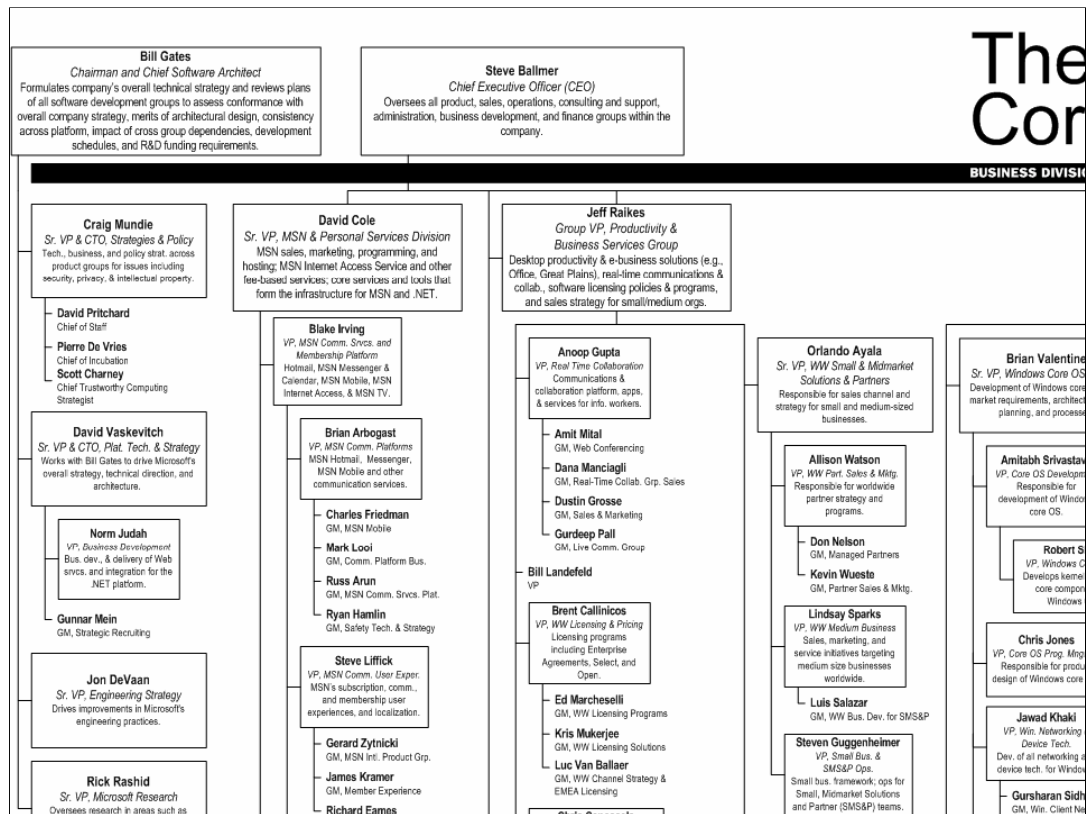 The
Cor
BUSINESS DIVISI
Bill Gates
Chairman and Chief Software Architect
Formulates company's overall technical strategy and reviews plans
of all software development groups to assess conformance with
overall company strategy, merits of architectural design, consistency
across platform, impact of cross group dependencies, development
schedules, and R&D funding requirements.
Steve Ballmer
Chief Executive Officer (CEO)
Oversees all product, sales, operations, consulting and support,
administration, business development, and finance groups within the
company.
Craig Mundie
Sr. VP & CTO, Strategies & Policy
Tech., business, and policy strat. across
product groups for issues including
security, privacy, & intellectual property.
David Pritchard
Chief of Staff
Pierre De Vries
Chief of Incubation
Scott Charney
Chief Trustworthy Computing
Strategist
David Vaskevitch
Sr. VP & CTO, Plat. Tech. & Strategy
Works with Bill Gates to drive Microsoft's
overall strategy, technical direction, and
architecture.
Norm Judah
VP, Business Development
Bus. dev., & delivery of Web
srvcs. and integration for the
.NET platform.
Gunnar Mein
GM, Strategic Recruiting
Jon DeVaan
Sr. VP, Engineering Strategy
Drives improvements in Microsoft's
engineering practices.
Rick Rashid
Sr. VP, Microsoft Research
Oversees research in areas such as
David Cole
Sr. VP, MSN & Personal Services Division
MSN sales, marketing, programming, and
hosting; MSN Internet Access Service and other
fee-based services; core services and tools that
form the infrastructure for MSN and .NET.
Blake Irving
VP, MSN Comm. Srvcs. and
Membership Platform
Hotmail, MSN Messenger &
Calendar, MSN Mobile, MSN
Internet Access, & MSN TV.
Brian Arbogast
VP, MSN Comm. Platforms
MSN Hotmail, Messenger,
MSN Mobile and other
communication services.
Charles Friedman
GM, MSN Mobile
Mark Looi
GM, Comm. Platform Bus.
Russ Arun
GM, MSN Comm. Srvcs. Plat.
Ryan Hamlin
GM, Safety Tech. & Strategy
Steve Liffick
VP, MSN Comm. User Exper.
MSN's subscription, comm.,
and membership user
experiences, and localization.
Gerard Zytnicki
GM, MSN Intl. Product Grp.
James Kramer
GM, Member Experience
Richard Eames
Jeff Raikes
Group VP, Productivity &
Business Services Group
Desktop productivity & e-business solutions (e.g.,
Office, Great Plains), real-time communications &
collab., software licensing policies & programs,
and sales strategy for small/medium orgs.
Anoop Gupta
VP, Real Time Collaboration
Communications &
collaboration platform, apps,
& services for info. workers.
Amit Mital
GM, Web Conferencing
Dana Manciagli
GM, Real-Time Collab. Grp. Sales
Dustin Grosse
GM, Sales & Marketing
Gurdeep Pall
GM, Live Comm. Group
Bill Landefeld
VP
Brent Callinicos
VP, WW Licensing & Pricing
Licensing programs
including Enterprise
Agreements, Select, and
Open.
Ed Marcheselli
GM, WW Licensing Programs
Kris Mukerjee
GM, WW Licensing Solutions
Luc Van Ballaer
GM, WW Channel Strategy &
EMEA Licensing
Orlando Ayala
Sr. VP, WW Small & Midmarket
Solutions & Partners
Responsible for sales channel and
strategy for small and medium-sized
businesses.
Allison Watson
VP, WW Part. Sales & Mktg.
Responsible for worldwide
partner strategy and
programs.
Don Nelson
GM, Managed Partners
Kevin Wueste
GM, Partner Sales & Mktg.
Lindsay Sparks
VP, WW Medium Business
Sales, marketing, and
service initiatives targeting
medium size businesses
worldwide.
Luis Salazar
GM, WW Bus. Dev. for SMS&P
Steven Guggenheimer
VP, Small Bus. &
SMS&P Ops.
Small bus. framework; ops for
Small, Midmarket Solutions
and Partner (SMS&P) teams.
Brian Valentine
Sr. VP, Windows Core OS
Development of Windows core
market requirements, architect
planning, and processe
Amitabh Srivastav
VP, Core OS Developm
Responsible for
development of Windo
core OS.
Robert S
VP, Windows C
Develops kernel
core compon
Windows
Chris Jones
VP, Core OS Prog. Mng
Responsible for produ
design of Windows core
Jawad Khaki
VP, Win. Networking
Device Tech.
Dev. of all networking a
device tech. for Window
Gursharan Sidh
GM, Win. Client Ne